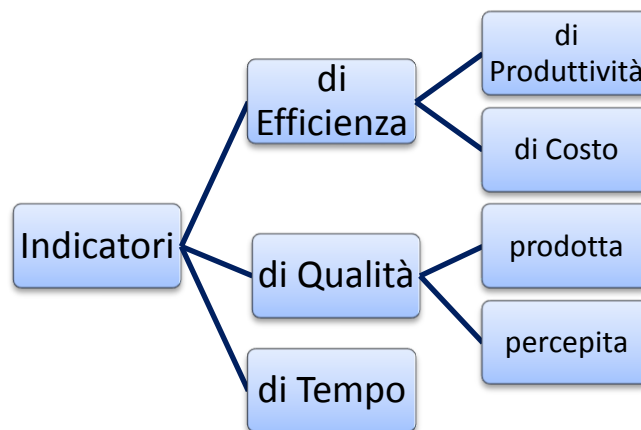 Indicatori
di
Efficienza
di
Produttività
di Costo
di Qualità
prodotta
percepita
di Tempo